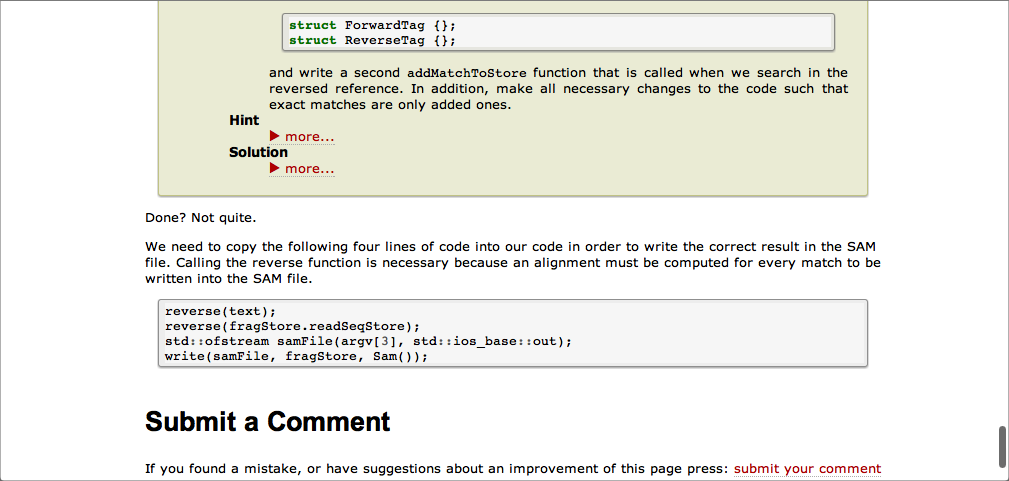 struct ForwardTag {};
struct ReverseTag {};
and write a second addMatchToStore function that is called when we search in the
reversed reference. In addition, make all necessary changes to the code such that
exact matches are only added ones.
Hint
▶ more...
Solution
▶ more...
Done? Not quite.
We need to copy the following four lines of code into our code in order to write the correct result in the SAM
file. Calling the reverse function is necessary because an alignment must be computed for every match to be
written into the SAM file.
reverse(text);
reverse(fragStore.readSeqStore);
std::ofstream samFile(argv[3], std::ios_base::out);
write(samFile, fragStore, Sam());
Submit a Comment
If you found a mistake, or have suggestions about an improvement of this page press: submit your comment